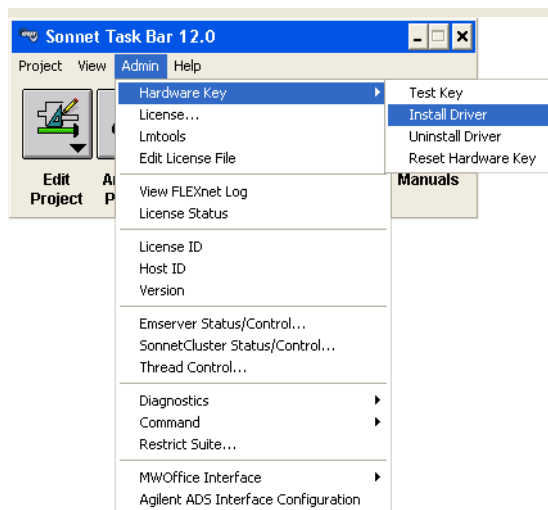 Sonnet Task Bar 12.0
Project View Admin Help
Hardware Key
Test Key
License...
Install Driver
Lmtools
Uninstall Driver
Edit License File
Reset Hardware Key
Edit
Project
Manuals
View FLEXnet Log
License Status
License ID
Host ID
Version
Emserver Status/Control...
SonnetCluster Status/Control...
Thread Control...
Diagnostics
Command
Restrict Suite...
MWOffice Interface
Agilent ADS Interface Configuration